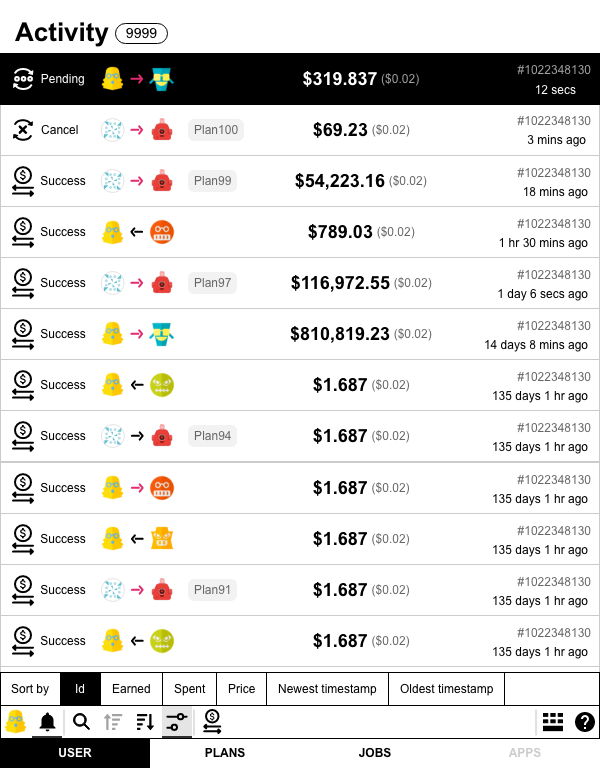 Activity 9999
Pending $319.837 ($0.02) #1022348130
12 secs
Cancel Plan100 $69.23 ($0.02) #1022348130
3 mins ago
Success Plan99 $54,223.16 ($0.02) #1022348130
18 mins ago
Success $789.03 ($0.02) #1022348130
1 hr 30 mins ago
Success Plan97 $116,972.55 ($0.02) #1022348130
1 day 6 secs ago
Success $810,819.23 ($0.02) #1022348130
14 days 8 mins ago
Success $1.687 ($0.02) #1022348130
135 days 1 hr ago
Success Plan94 $1.687 ($0.02) #1022348130
135 days 1 hr ago
Success $1.687 ($0.02) #1022348130
135 days 1 hr ago
Success $1.687 ($0.02) #1022348130
135 days 1 hr ago
Success Plan91 $1.687 ($0.02) #1022348130
135 days 1 hr ago
Success $1.687 ($0.02) #1022348130
135 days 1 hr ago
Sort by Id Earned Spent Price Newest timestamp Oldest timestamp
USER PLANS JOBS APPS